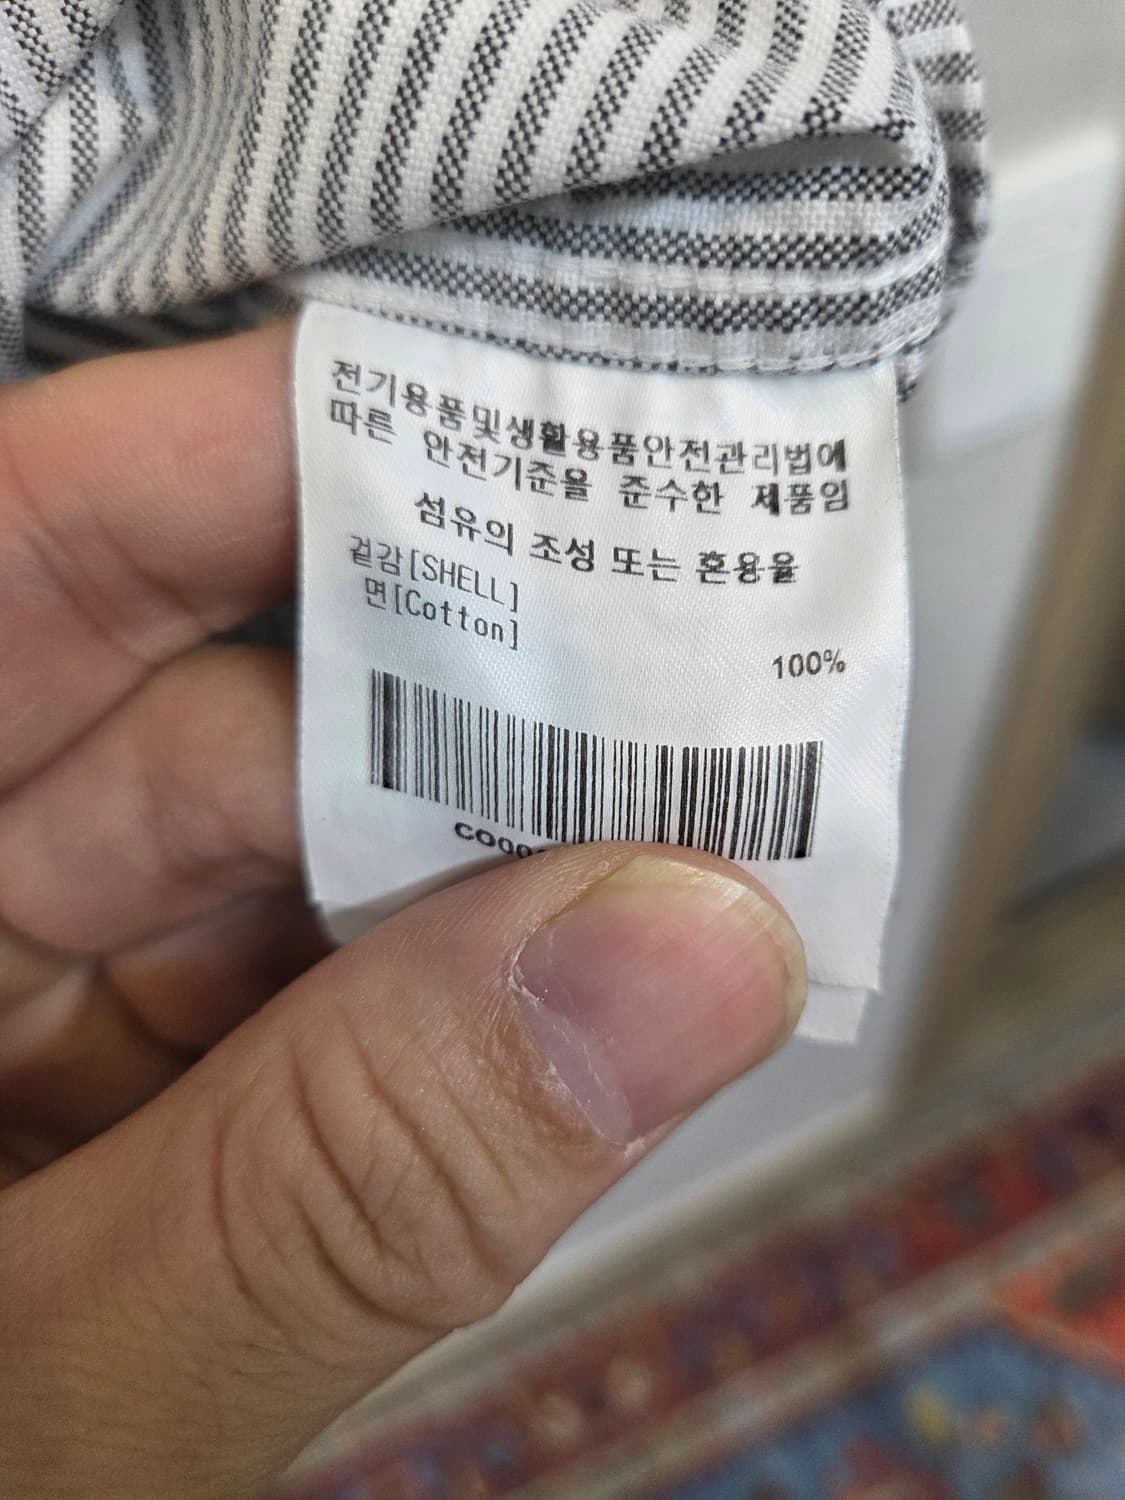 전기용품및생활용품안전관리법에
따른 안전기준을 준수한 제품임
섬유의 조성 또는 혼용율
겉감[SHELL]
면[Cotton]
100%